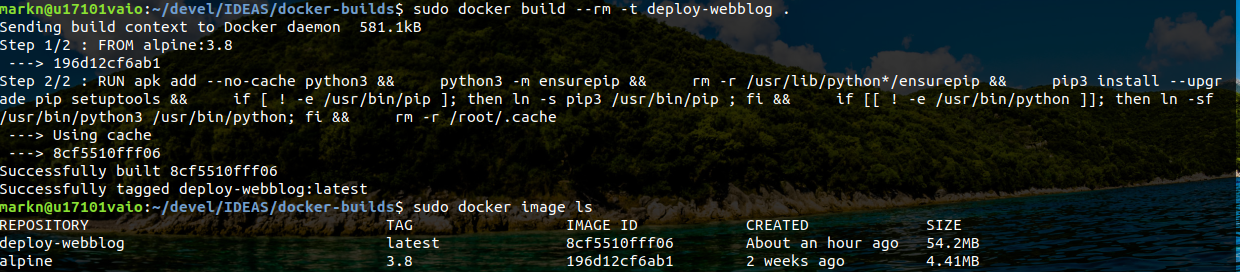 markn@u17101vaio:~/devel/IDEAS/docker-builds$ sudo docker build --rm -t deploy-webblog .
Sending build context to Docker daemon  581.1kB
Step 1/2 : FROM alpine:3.8
 ---> 196d12cf6ab1
Step 2/2 : RUN apk add --no-cache python3 &&     python3 -m ensurepip &&     rm -r /usr/lib/python*/ensurepip &&     pip3 install --upgr
ade pip setuptools &&     if [ ! -e /usr/bin/pip ]; then ln -s pip3 /usr/bin/pip ; fi &&     if [[ ! -e /usr/bin/python ]]; then ln -sf
/usr/bin/python3 /usr/bin/python; fi &&     rm -r /root/.cache
 ---> Using cache
 ---> 8cf5510fff06
Successfully built 8cf5510fff06
Successfully tagged deploy-webblog:latest
markn@u17101vaio:~/devel/IDEAS/docker-builds$ sudo docker image ls
REPOSITORY                              TAG                 IMAGE ID            CREATED             SIZE
deploy-webblog                          latest              8cf5510fff06        About an hour ago   54.2MB
alpine                                  3.8                 196d12cf6ab1        2 weeks ago         4.41MB